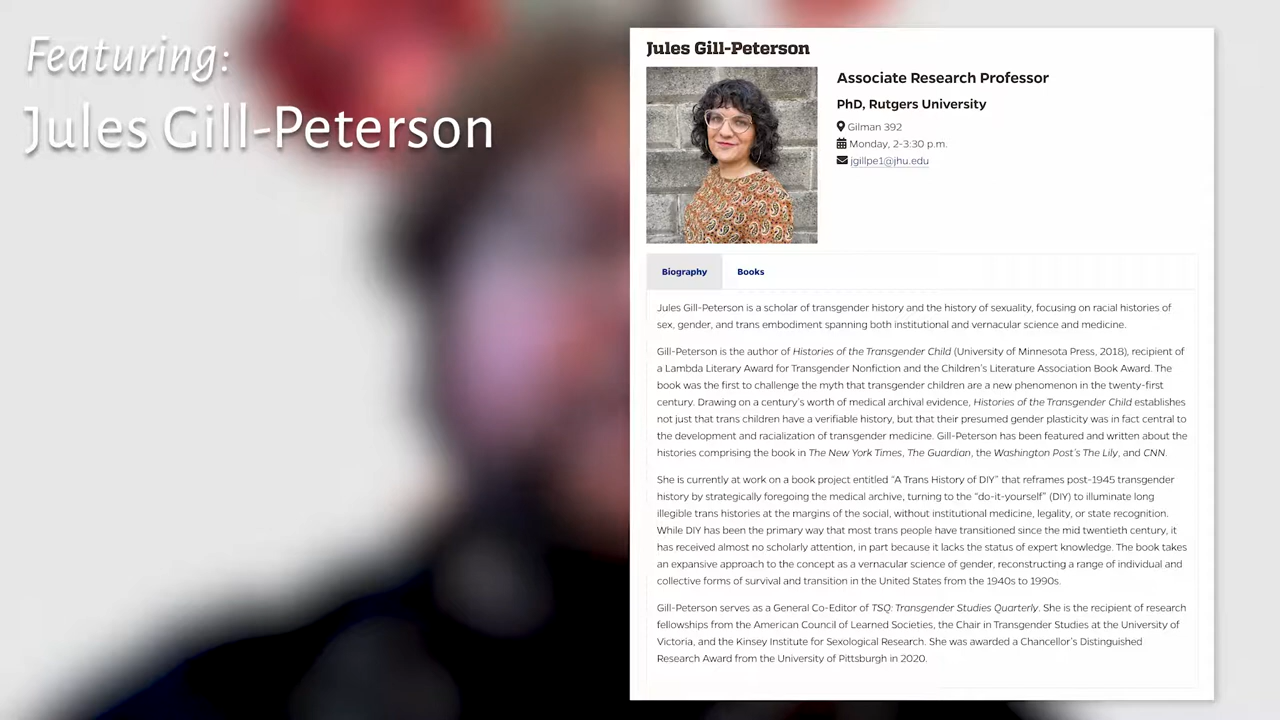 Featuring:
Jules Gill-Peterson
Jules Gill-Peterson
Associate Research Professor
PhD, Rutgers University
Gilman 392
Monday, 2-3:30 p.m.
jgillpe1@jhu.edu
Biography
Books
Jules Gill-Peterson is a scholar of transgender history and the history of sexuality, focusing on racial histories of
sex, gender, and trans embodiment spanning both institutional and vernacular science and medicine.
Gill-Peterson is the author of Histories of the Transgender Child (University of Minnesota Press, 2018), recipient of
a Lambda Literary Award for Transgender Nonfiction and the Children's Literature Association Book Award. The
book was the first to challenge the myth that transgender children are a new phenomenon in the twenty-first
century. Drawing on a century's worth of medical archival evidence, Histories of the Transgender Child establishes
not just that trans children have a verifiable history, but that their presumed gender plasticity was in fact central to
the development and racialization of transgender medicine. Gill-Peterson has been featured and written about the
histories comprising the book in The New York Times, The Guardian, the Washington Post's The Lily, and CNN.
She is currently at work on a book project entitled “A Trans History of DIY” that reframes post-1945 transgender
history by strategically foregoing the medical archive, turning to the “do-it-yourself” (DIY) to illuminate long
illegible trans histories at the margins of the social, without institutional medicine, legality, or state recognition.
While DIY has been the primary way that most trans people have transitioned since the mid twentieth century, it
has received almost no scholarly attention, in part because it lacks the status of expert knowledge. The book takes
an expansive approach to the concept as a vernacular science of gender, reconstructing a range of individual and
collective forms of survival and transition in the United States from the 1940s to 1990s.
Gill-Peterson serves as a General Co-Editor of TSQ: Transgender Studies Quarterly. She is the recipient of research
fellowships from the American Council of Learned Societies, the Chair in Transgender Studies at the University of
Victoria, and the Kinsey Institute for Sexological Research. She was awarded a Chancellor's Distinguished
Research Award from the University of Pittsburgh in 2020.